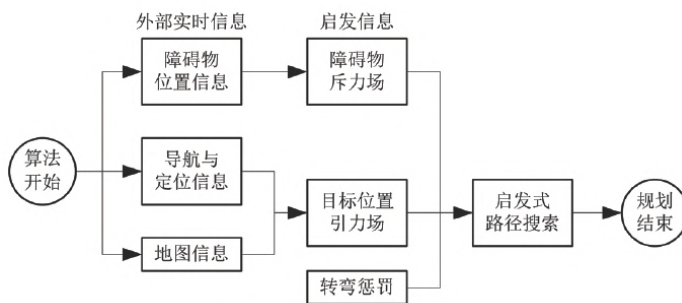 外部实时信息
启发信息
障碍物
位置信息
障碍物
斥力场
算法
开始
导航与
定位信息
目标位置
引力场
启发式
路径搜索
规划
结束
地图信息
转弯惩罚